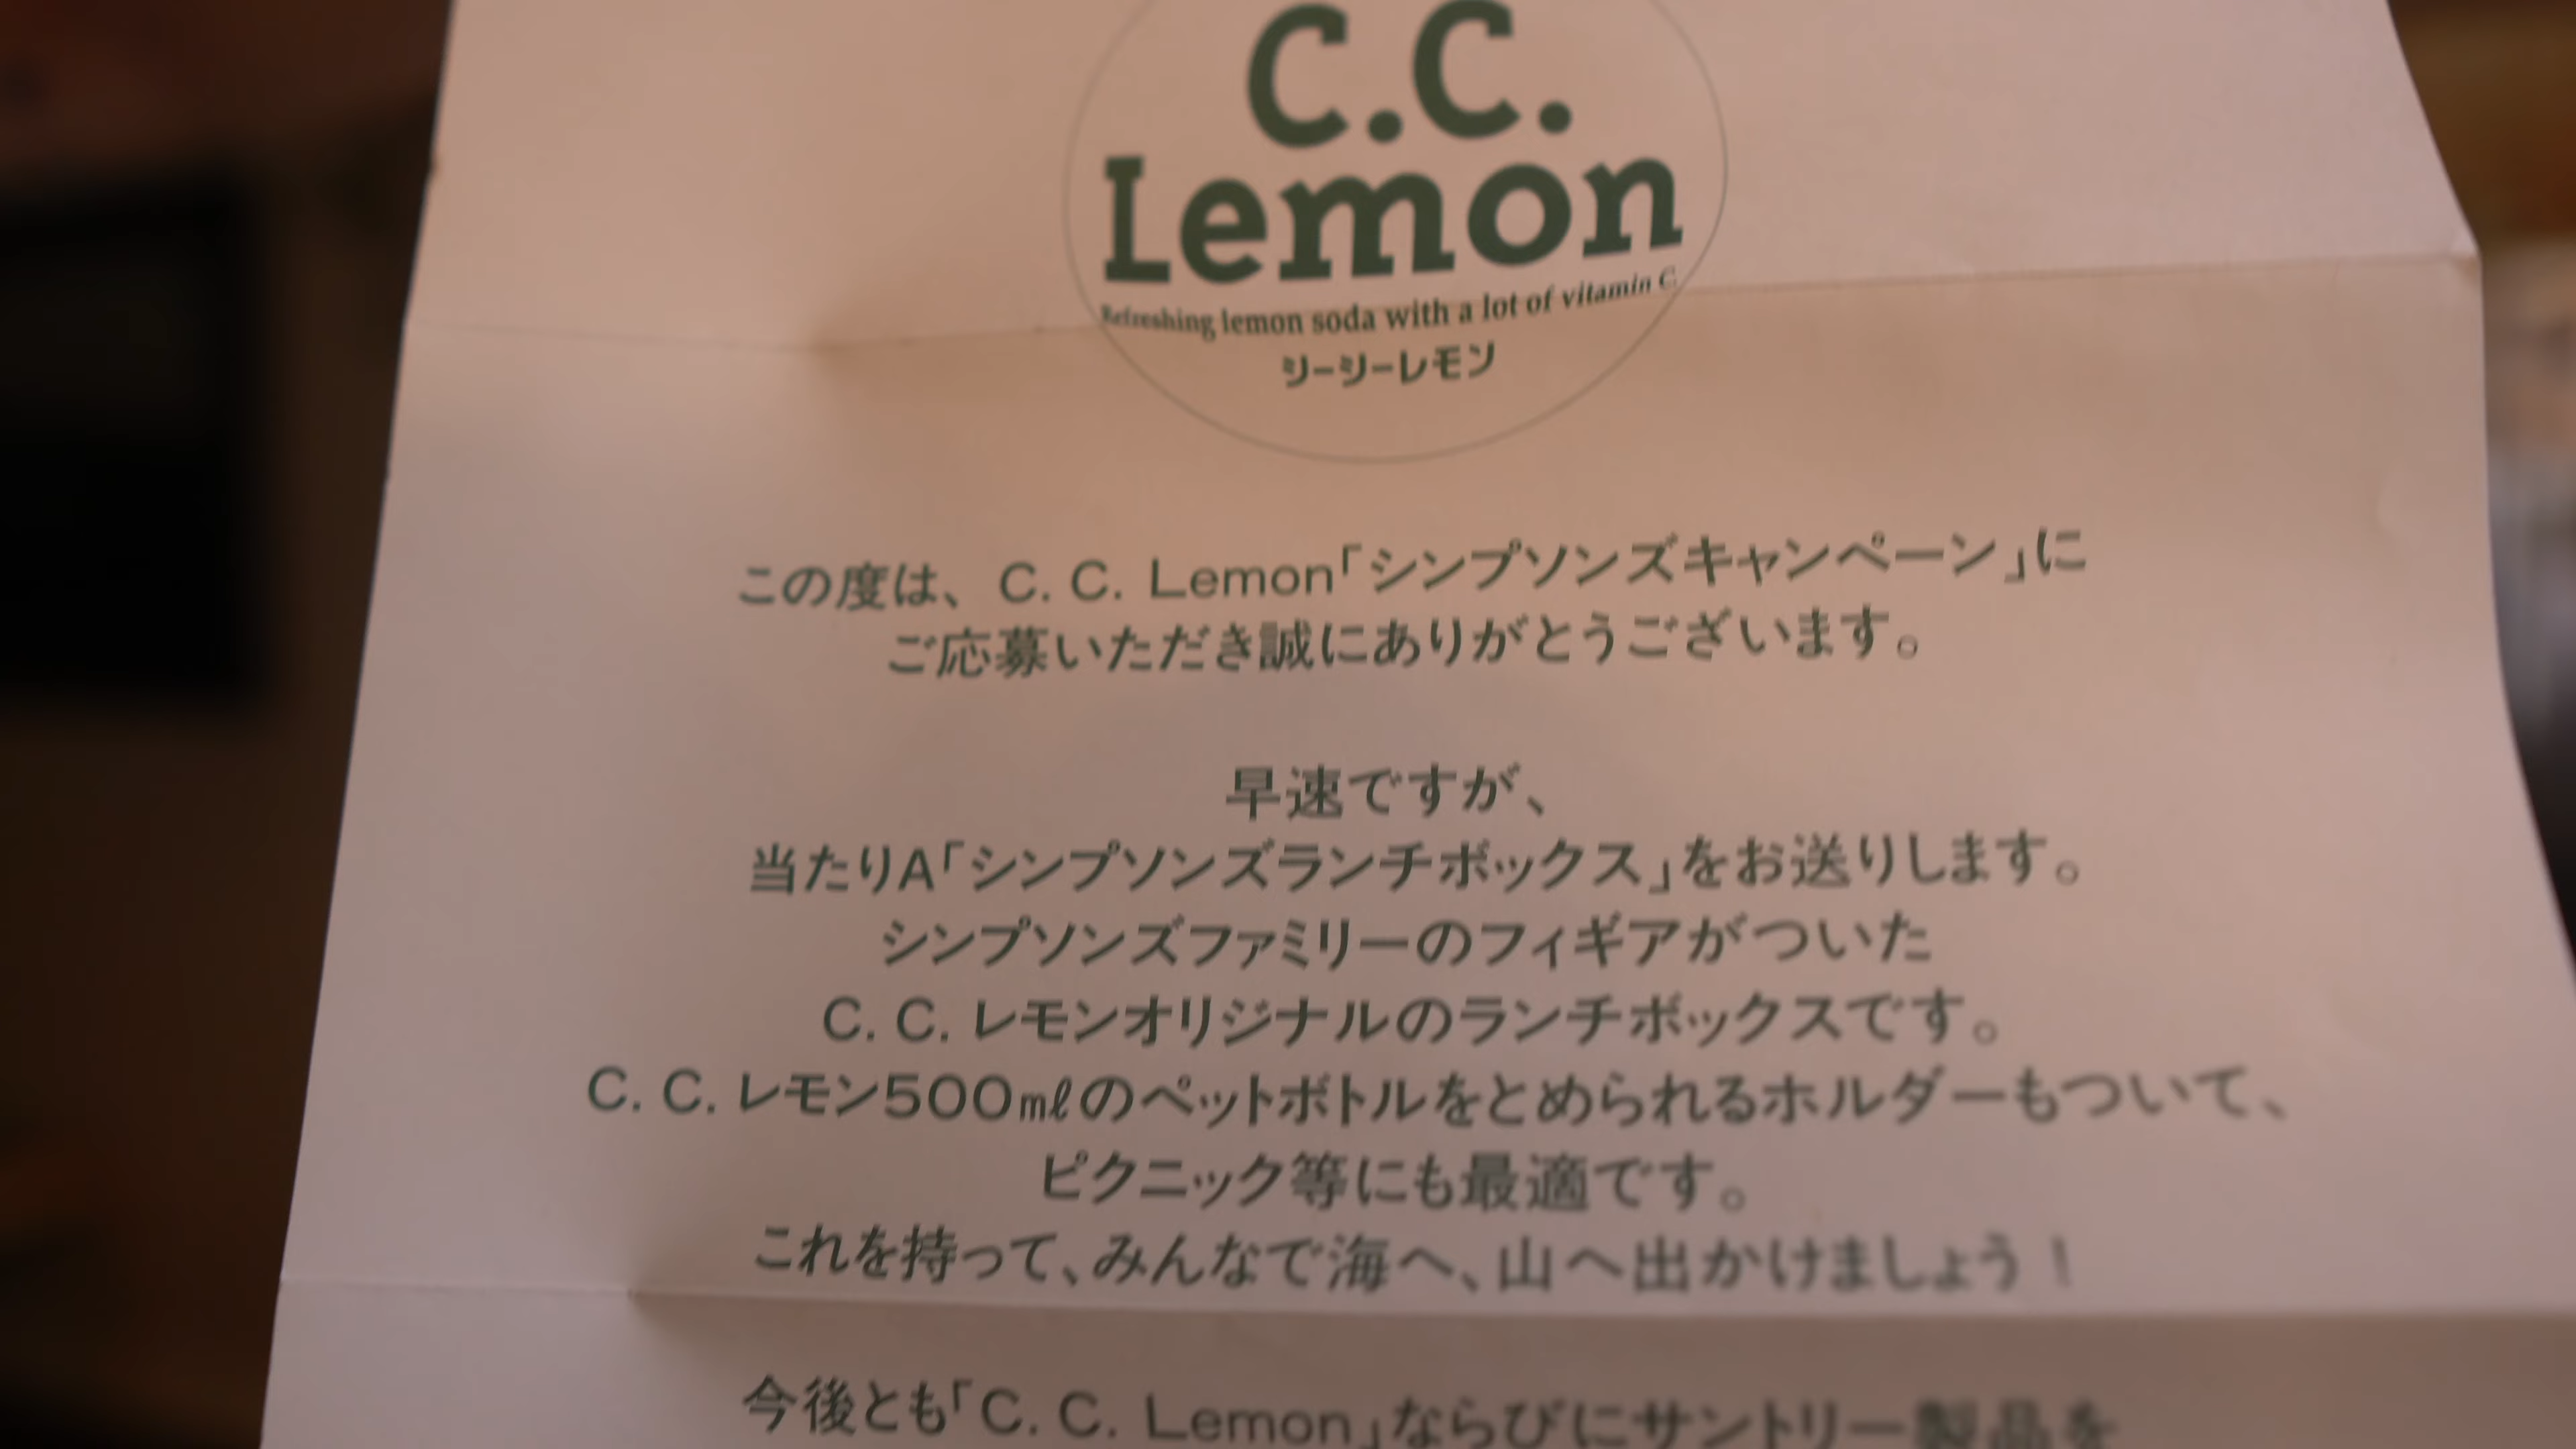 C.C.
Lemon
Refreshing lemon soda with a lot of vitamin C.
シーシーレモン
この度は、C. C. Lemon「シンプソンズキャンペーン」に
ご応募いただき誠にありがとうございます。
早速ですが、
当たりA「シンプソンズランチボックス」をお送りします。
シンプソンズファミリーのフィギアがついた
C. C. レモンオリジナルのランチボックスです。
C. C. レモン500㎖のペットボトルをとめられるホルダーもついて、
ピクニック等にも最適です。
これを持って、みんなで海へ、山へ出かけましょう！
今後とも「C. C. Lemon」ならびにサントリー製品を